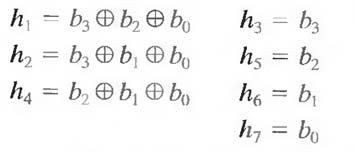 h₁ = b₃ ⊕ b₂ ⊕ b₀
h₂ = b₃ ⊕ b₁ ⊕ b₀
h₄ = b₂ ⊕ b₁ ⊕ b₀
h₃ = b₃
h₅ = b₂
h₆ = b₁
h₇ = b₀